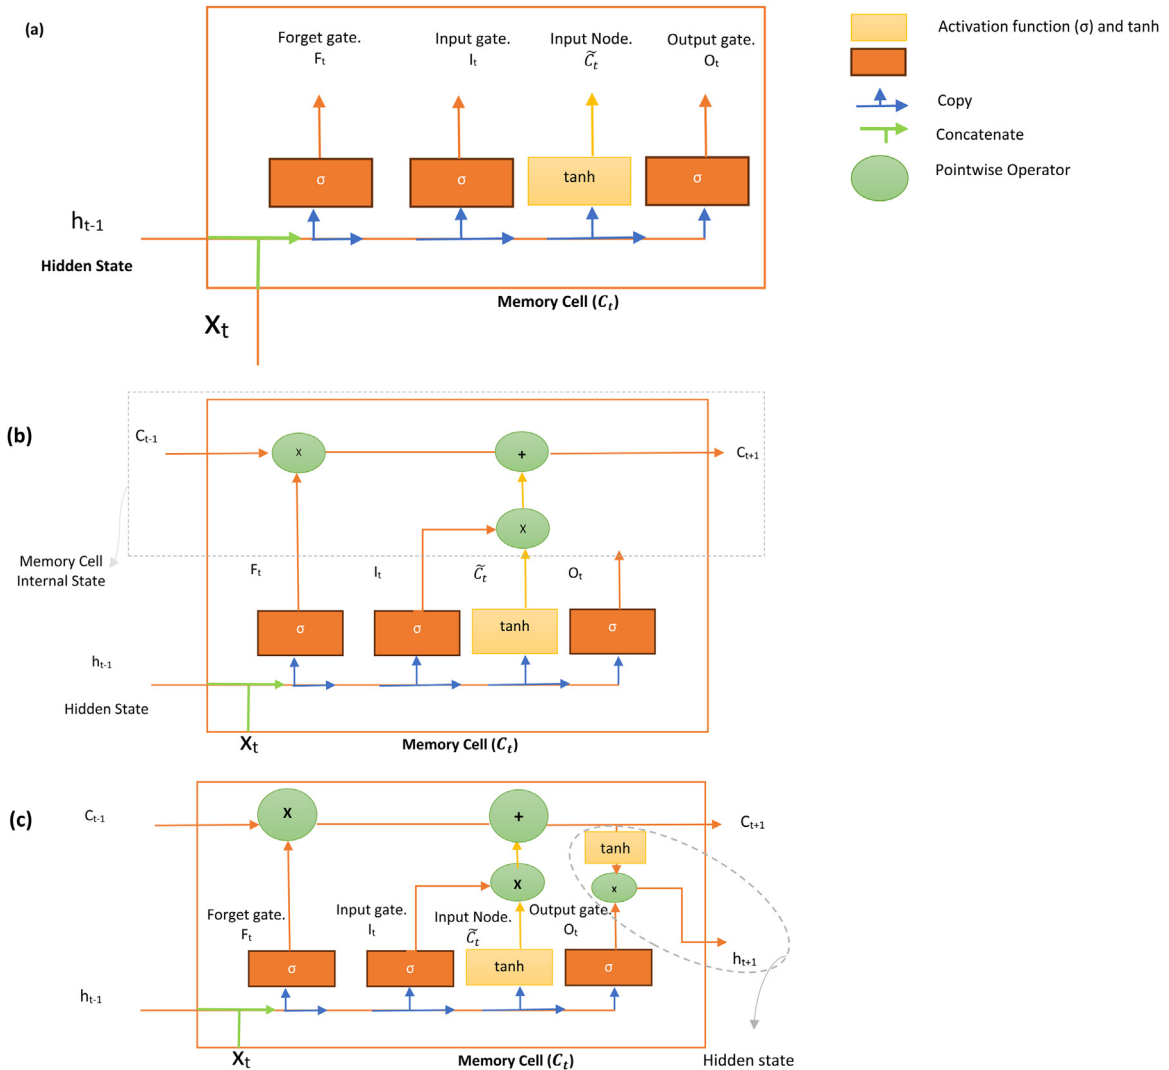 (a)
Forget gate. Input gate. Input Node. Output gate.
Fₜ Iₜ C̃ₜ Oₜ
σ σ tanh σ
hₜ₋₁
Hidden State
Memory Cell (Cₜ)
Xₜ
Activation function (σ) and tanh
Copy
Concatenate
Pointwise Operator
(b)
Cₜ₋₁ x + Cₜ₊₁
x
Memory Cell
Internal State
Fₜ Iₜ C̃ₜ Oₜ
σ σ tanh σ
hₜ₋₁
Hidden State
Xₜ
Memory Cell (Cₜ)
(c)
Cₜ₋₁ X + Cₜ₊₁
tanh
X x
Forget gate. Input gate. Input Node. Output gate.
Fₜ Iₜ C̃ₜ Oₜ
hₜ₊₁
σ σ tanh σ
hₜ₋₁
Xₜ
Memory Cell (Cₜ)
Hidden state